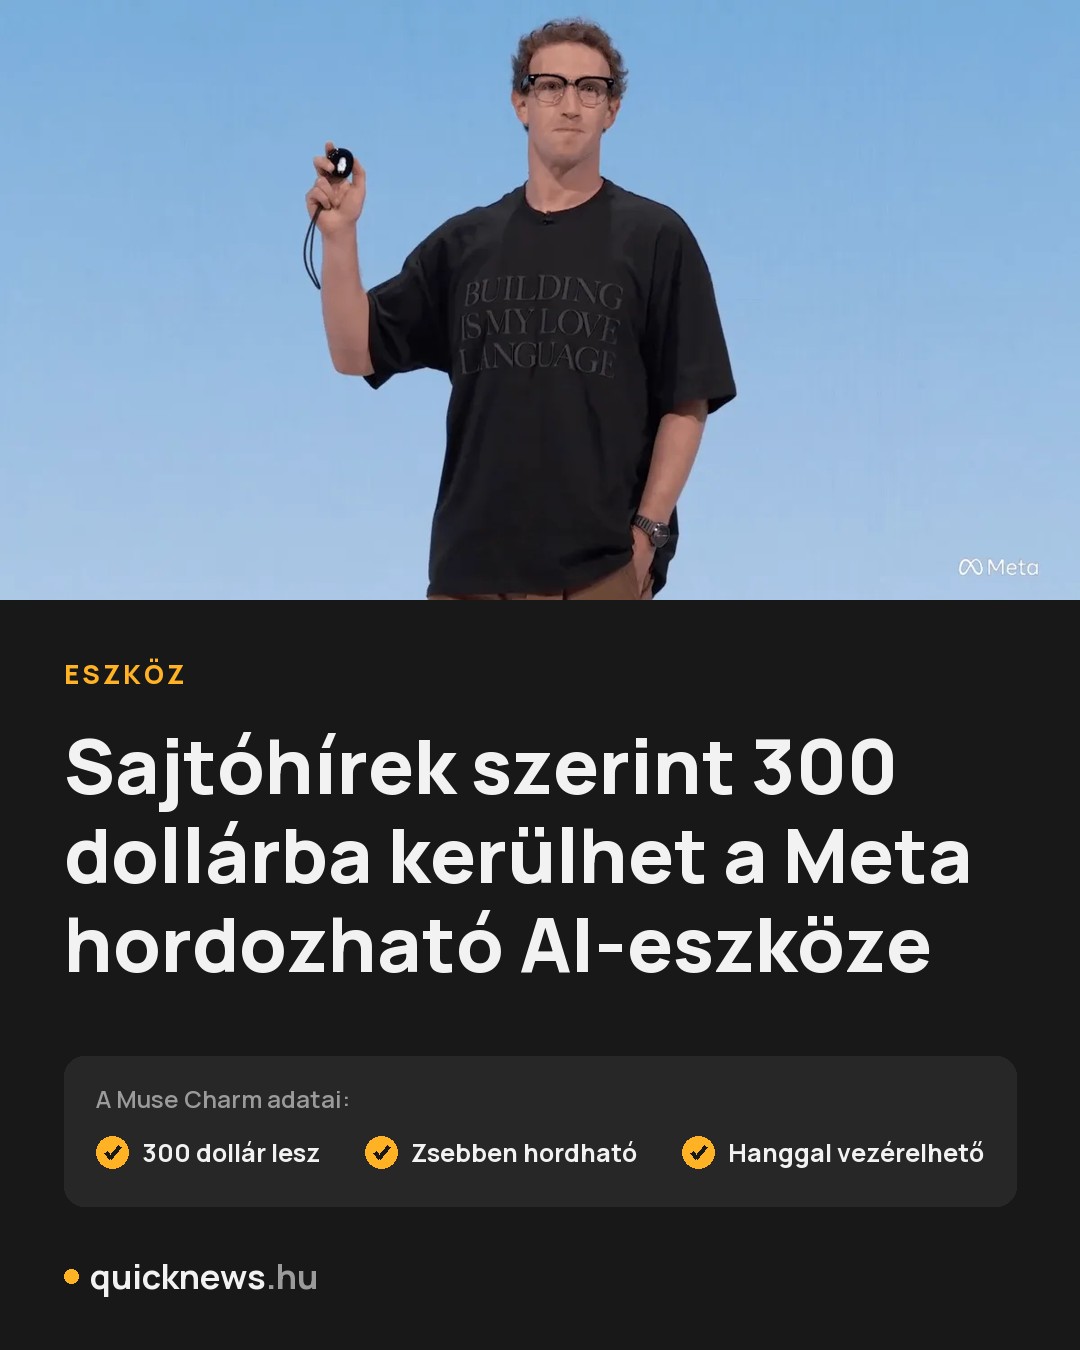 BUILDING
IS MY LOVE
LANGUAGE
Meta
ESZKÖZ
Sajtóhírek szerint 300
dollárba kerülhet a Meta
hordozható AI-eszköze
A Muse Charm adatai:
300 dollár lesz
Zsebben hordható
Hanggal vezérelhető
quicknews.hu